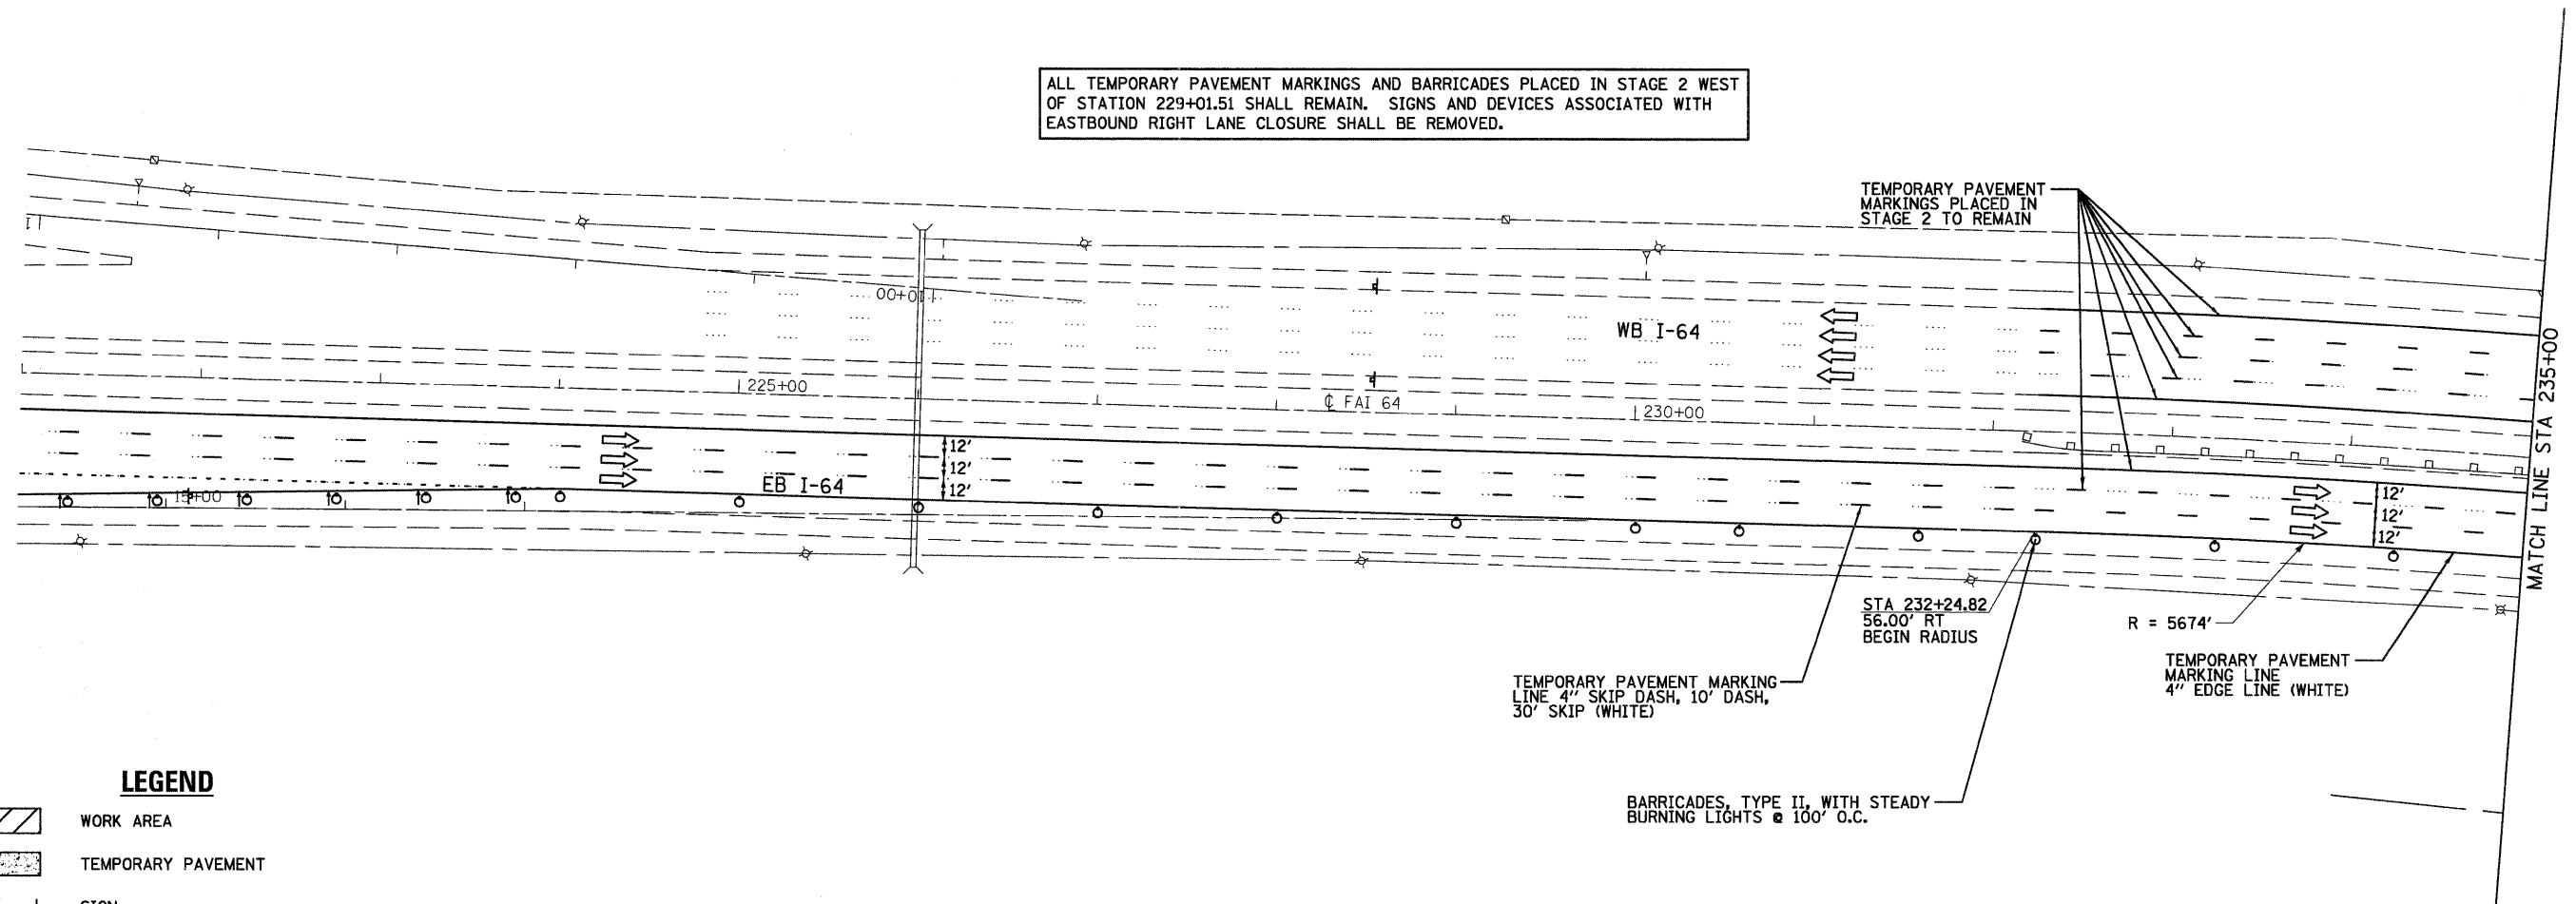 ALL TEMPORARY PAVEMENT MARKINGS AND BARRICADES PLACED IN STAGE 2 WEST
OF STATION 229+01.51 SHALL REMAIN. SIGNS AND DEVICES ASSOCIATED WITH
EASTBOUND RIGHT LANE CLOSURE SHALL BE REMOVED.
TEMPORARY PAVEMENT
MARKINGS PLACED IN
STAGE 2 TO REMAIN
10+00
WB I-64
MATCH LINE STA 235+00
225+00
℄ FAI 64
230+00
12'
12'
12'
EB I-64
15+00
12'
12'
12'
STA 232+24.82
56.00' RT
BEGIN RADIUS
R = 5674'
TEMPORARY PAVEMENT
MARKING LINE
4" EDGE LINE (WHITE)
TEMPORARY PAVEMENT MARKING
LINE 4" SKIP DASH, 10' DASH,
30' SKIP (WHITE)
BARRICADES, TYPE II, WITH STEADY
BURNING LIGHTS @ 100' O.C.
LEGEND
WORK AREA
TEMPORARY PAVEMENT